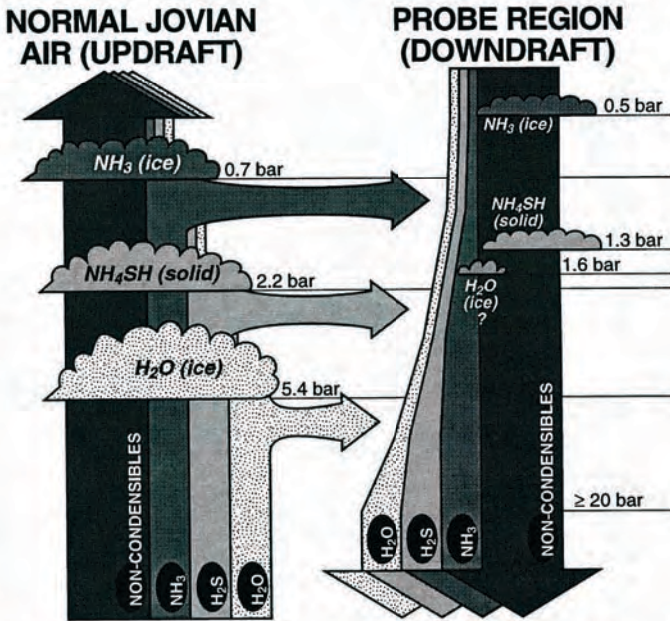 NORMAL JOVIAN
AIR (UPDRAFT)
NH₃ (ice)
0.7 bar
NH₄SH (solid)
2.2 bar
H₂O (ice)
5.4 bar
NON-CONDENSIBLES
NH₃
H₂S
H₂O
PROBE REGION
(DOWNDRAFT)
0.5 bar
NH₃ (ice)
NH₄SH
(solid)
1.3 bar
1.6 bar
H₂O
(ice)
?
≥ 20 bar
H₂O
H₂S
NH₃
NON-CONDENSIBLES